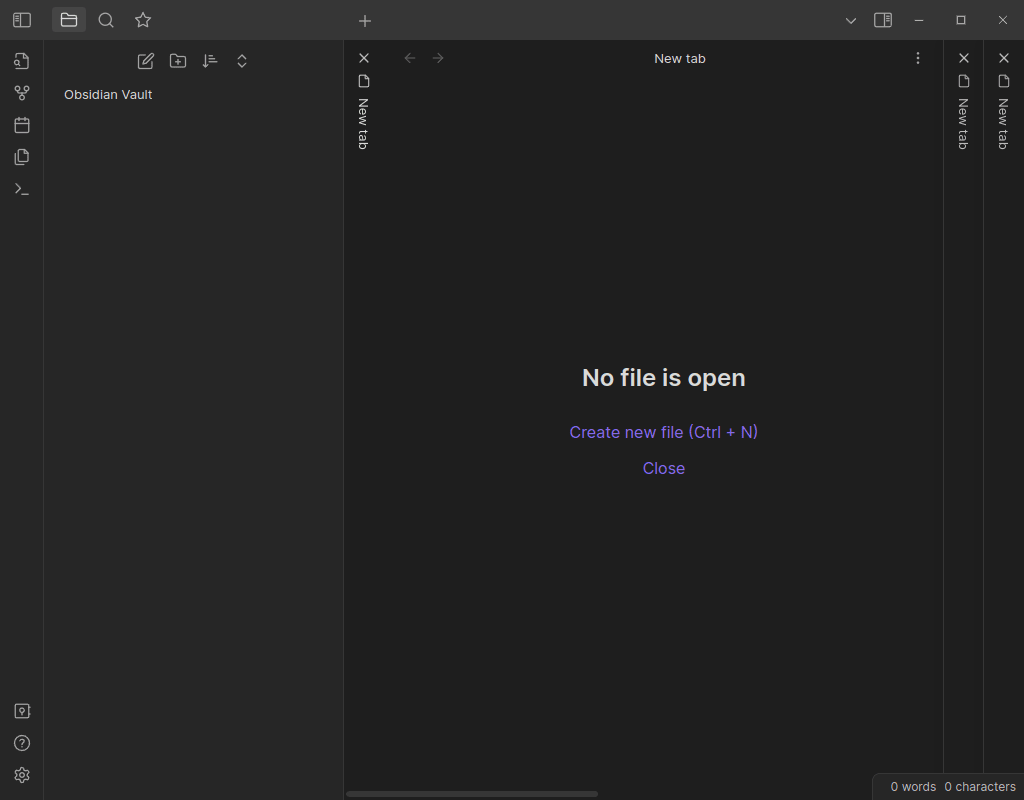 Obsidian Vault
New tab
New tab
No file is open
Create new file (Ctrl + N)
Close
New tab
New tab
0 words 0 characters